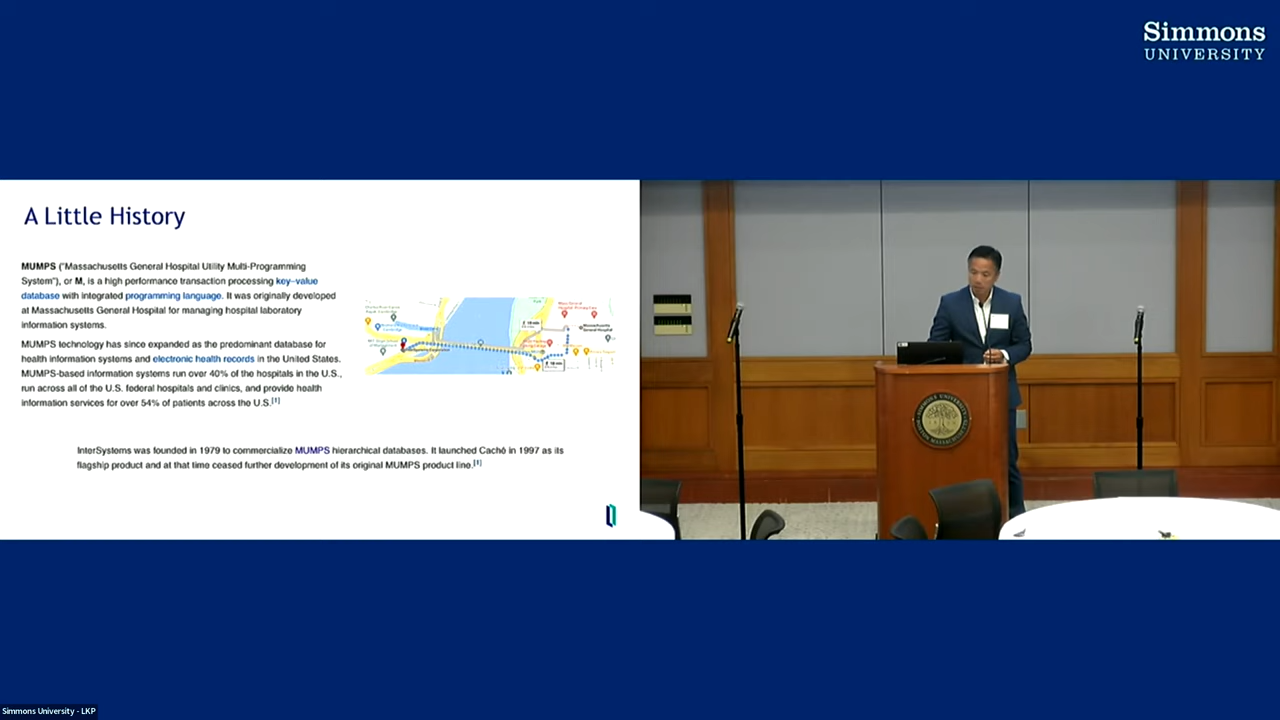 Simmons
UNIVERSITY
A Little History
MUMPS ("Massachusetts General Hospital Utility Multi-Programming
System"), or M, is a high performance transaction processing key–value
database with integrated programming language. It was originally developed
at Massachusetts General Hospital for managing hospital laboratory
information systems.
MUMPS technology has since expanded as the predominant database for
health information systems and electronic health records in the United States.
MUMPS-based information systems run over 40% of the hospitals in the U.S.,
run across all of the U.S. federal hospitals and clinics, and provide health
information services for over 54% of patients across the U.S.[1]
InterSystems was founded in 1979 to commercialize MUMPS hierarchical databases. It launched Caché in 1997 as its
flagship product and at that time ceased further development of its original MUMPS product line.[1]
Simmons University - LKP